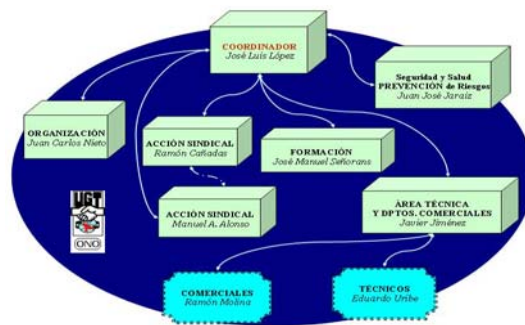 COORDINADOR
José Luis López
Seguridad y Salud
PREVENCIÓN de Riesgos
Juan José Jaraiz
ORGANIZACIÓN
Juan Carlos Nieto
ACCIÓN SINDICAL
Ramón Cañadas
FORMACIÓN
José Manuel Señorans
ACCIÓN SINDICAL
Manuel A. Alonso
ÀREA TÉCNICA
Y DPTOS. COMERCIALES
Javier Jiménez
UGT
ONO
COMERCIALES
Ramón Molina
TÉCNICOS
Eduardo Uribe